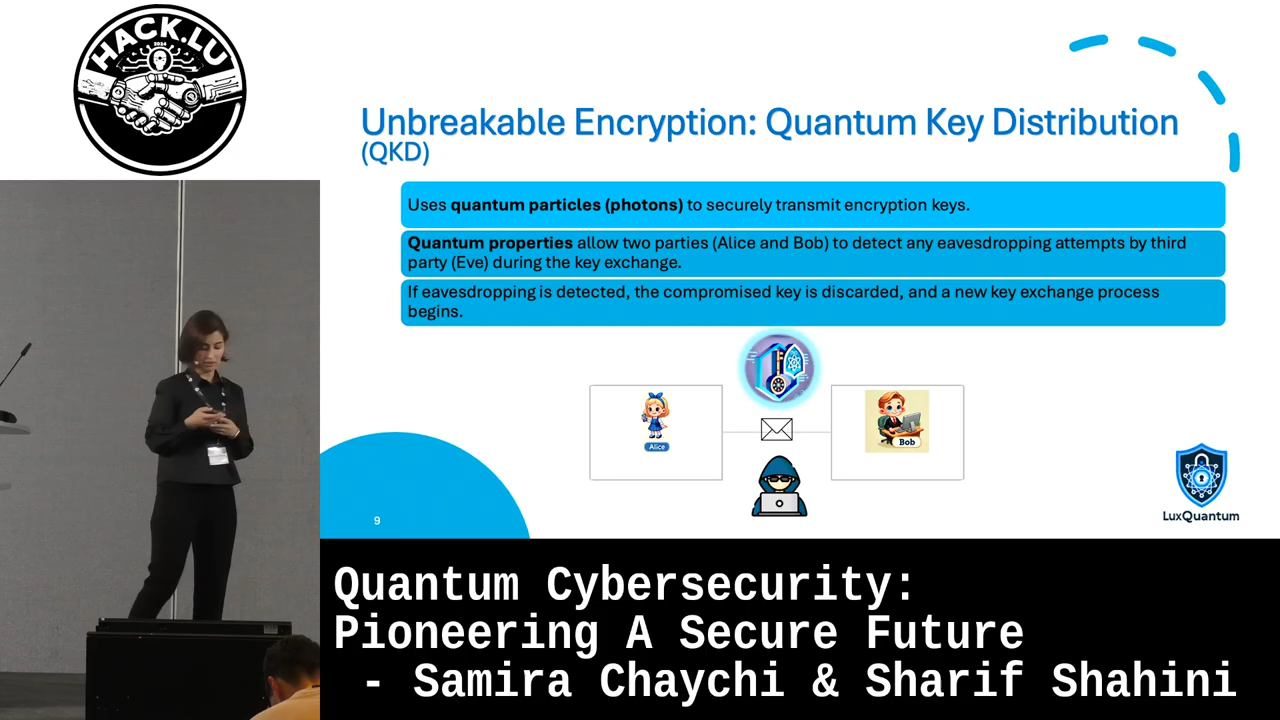 HACK.LU
2024
Unbreakable Encryption: Quantum Key Distribution
(QKD)
Uses quantum particles (photons) to securely transmit encryption keys.
Quantum properties allow two parties (Alice and Bob) to detect any eavesdropping attempts by third
party (Eve) during the key exchange.
If eavesdropping is detected, the compromised key is discarded, and a new key exchange process
begins.
Alice
Bob
LuxQuantum
9
Quantum Cybersecurity:
Pioneering A Secure Future
- Samira Chaychi & Sharif Shahini